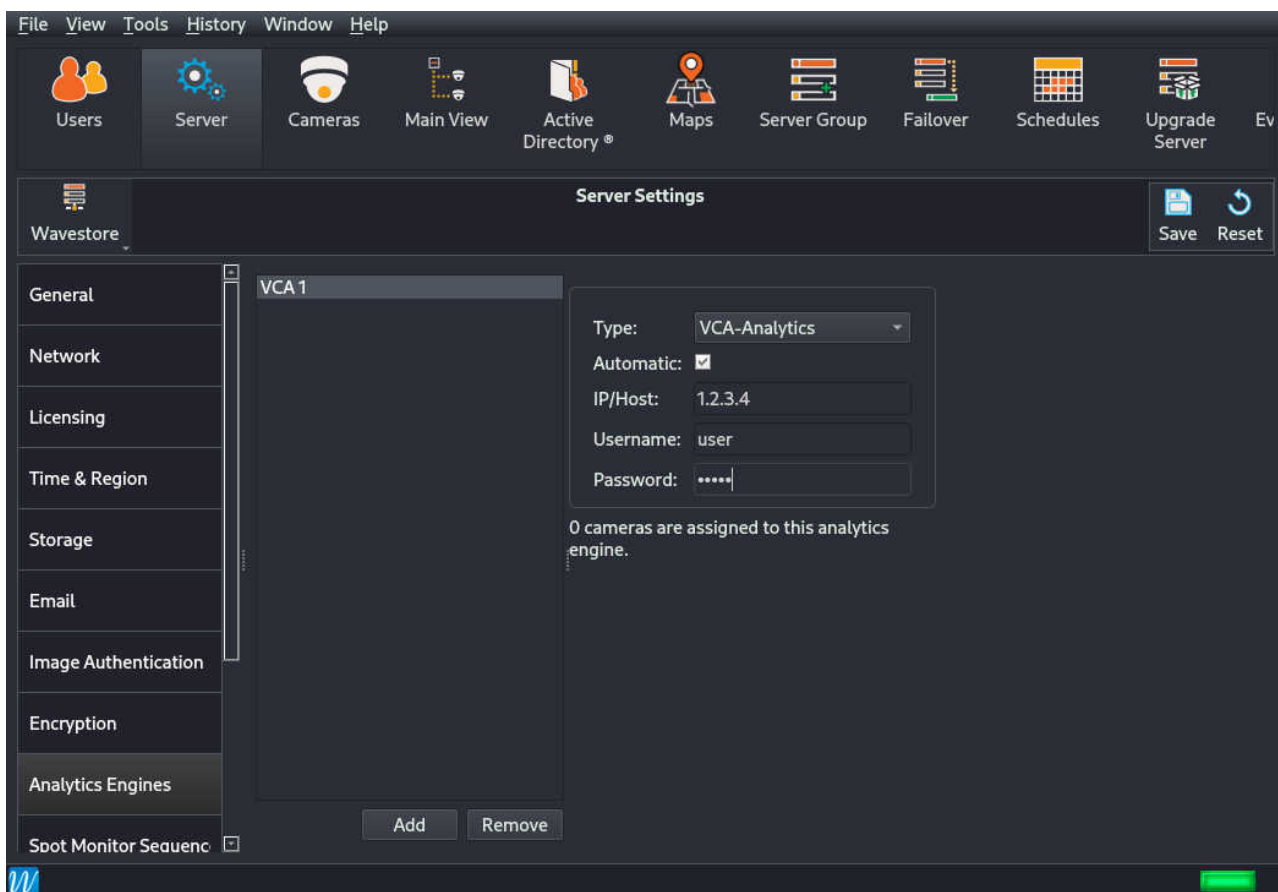 File View Tools History Window Help
Users
Server
Cameras
Main View
Active
Directory ®
Maps
Server Group
Failover
Schedules
Upgrade
Server
Ev
Wavestore
Server Settings
Save Reset
General
Network
Licensing
Time & Region
Storage
Email
Image Authentication
Encryption
Analytics Engines
Spot Monitor Sequenc
VCA 1
Add Remove
Type: VCA-Analytics
Automatic:
IP/Host: 1.2.3.4
Username: user
Password: •••••
0 cameras are assigned to this analytics
engine.
W